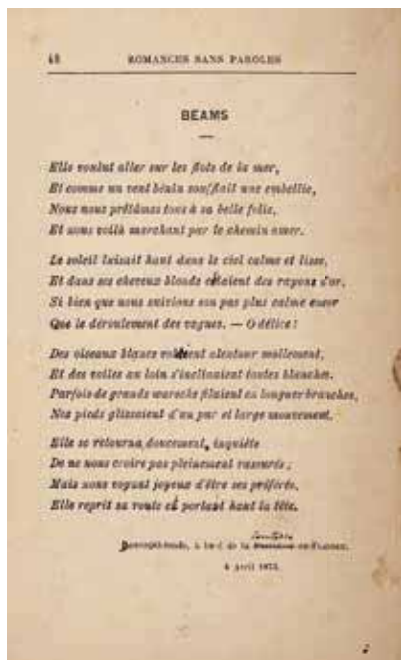 48 ROMANCES SANS PAROLES
BEAMS
Elle voulut aller sur les flots de la mer,
Et comme un vent bénin soufflait une embellie,
Nous nous prêtâmes tous à sa belle folie,
Et nous voilà marchant par le chemin amer.
Le soleil luisait haut dans le ciel calme et lisse,
Et dans ses cheveux blonds c'étaient des rayons d'or,
Si bien que nous suivions son pas plus calme encor
Que le déroulement des vagues. — O délice !
Des oiseaux blancs volaient alentour mollement,
Et des voiles au loin s'inclinaient toutes blanches.
Parfois de grands varechs filaient en longues branches,
Nos pieds glissaient d'un pur et large mouvement.
Elle se retourna, doucement, inquiète
De ne nous croire pas pleinement rassurés ;
Mais nous voyant joyeux d'être ses préférés,
Elle reprit sa route et portait haut la tête.
à bord de la
4 avril 1873.